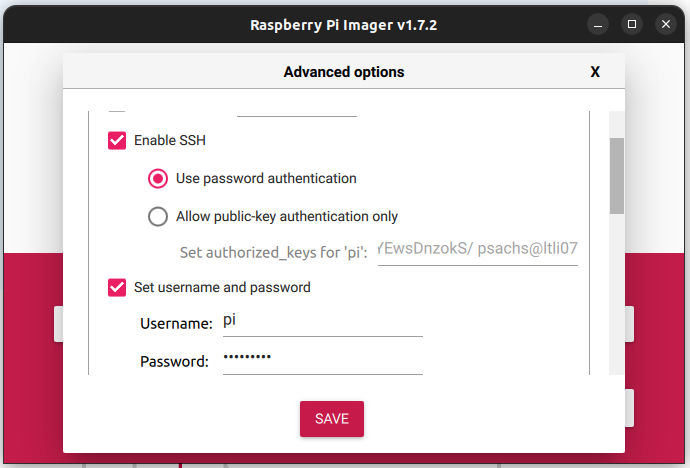 Raspberry Pi Imager v1.7.2
Advanced options
X
Enable SSH
Use password authentication
Allow public-key authentication only
Set authorized_keys for 'pi': YEwsDnzokS/ psachs@ltli07
Set username and password
Username: pi
Password: •••••••••
SAVE